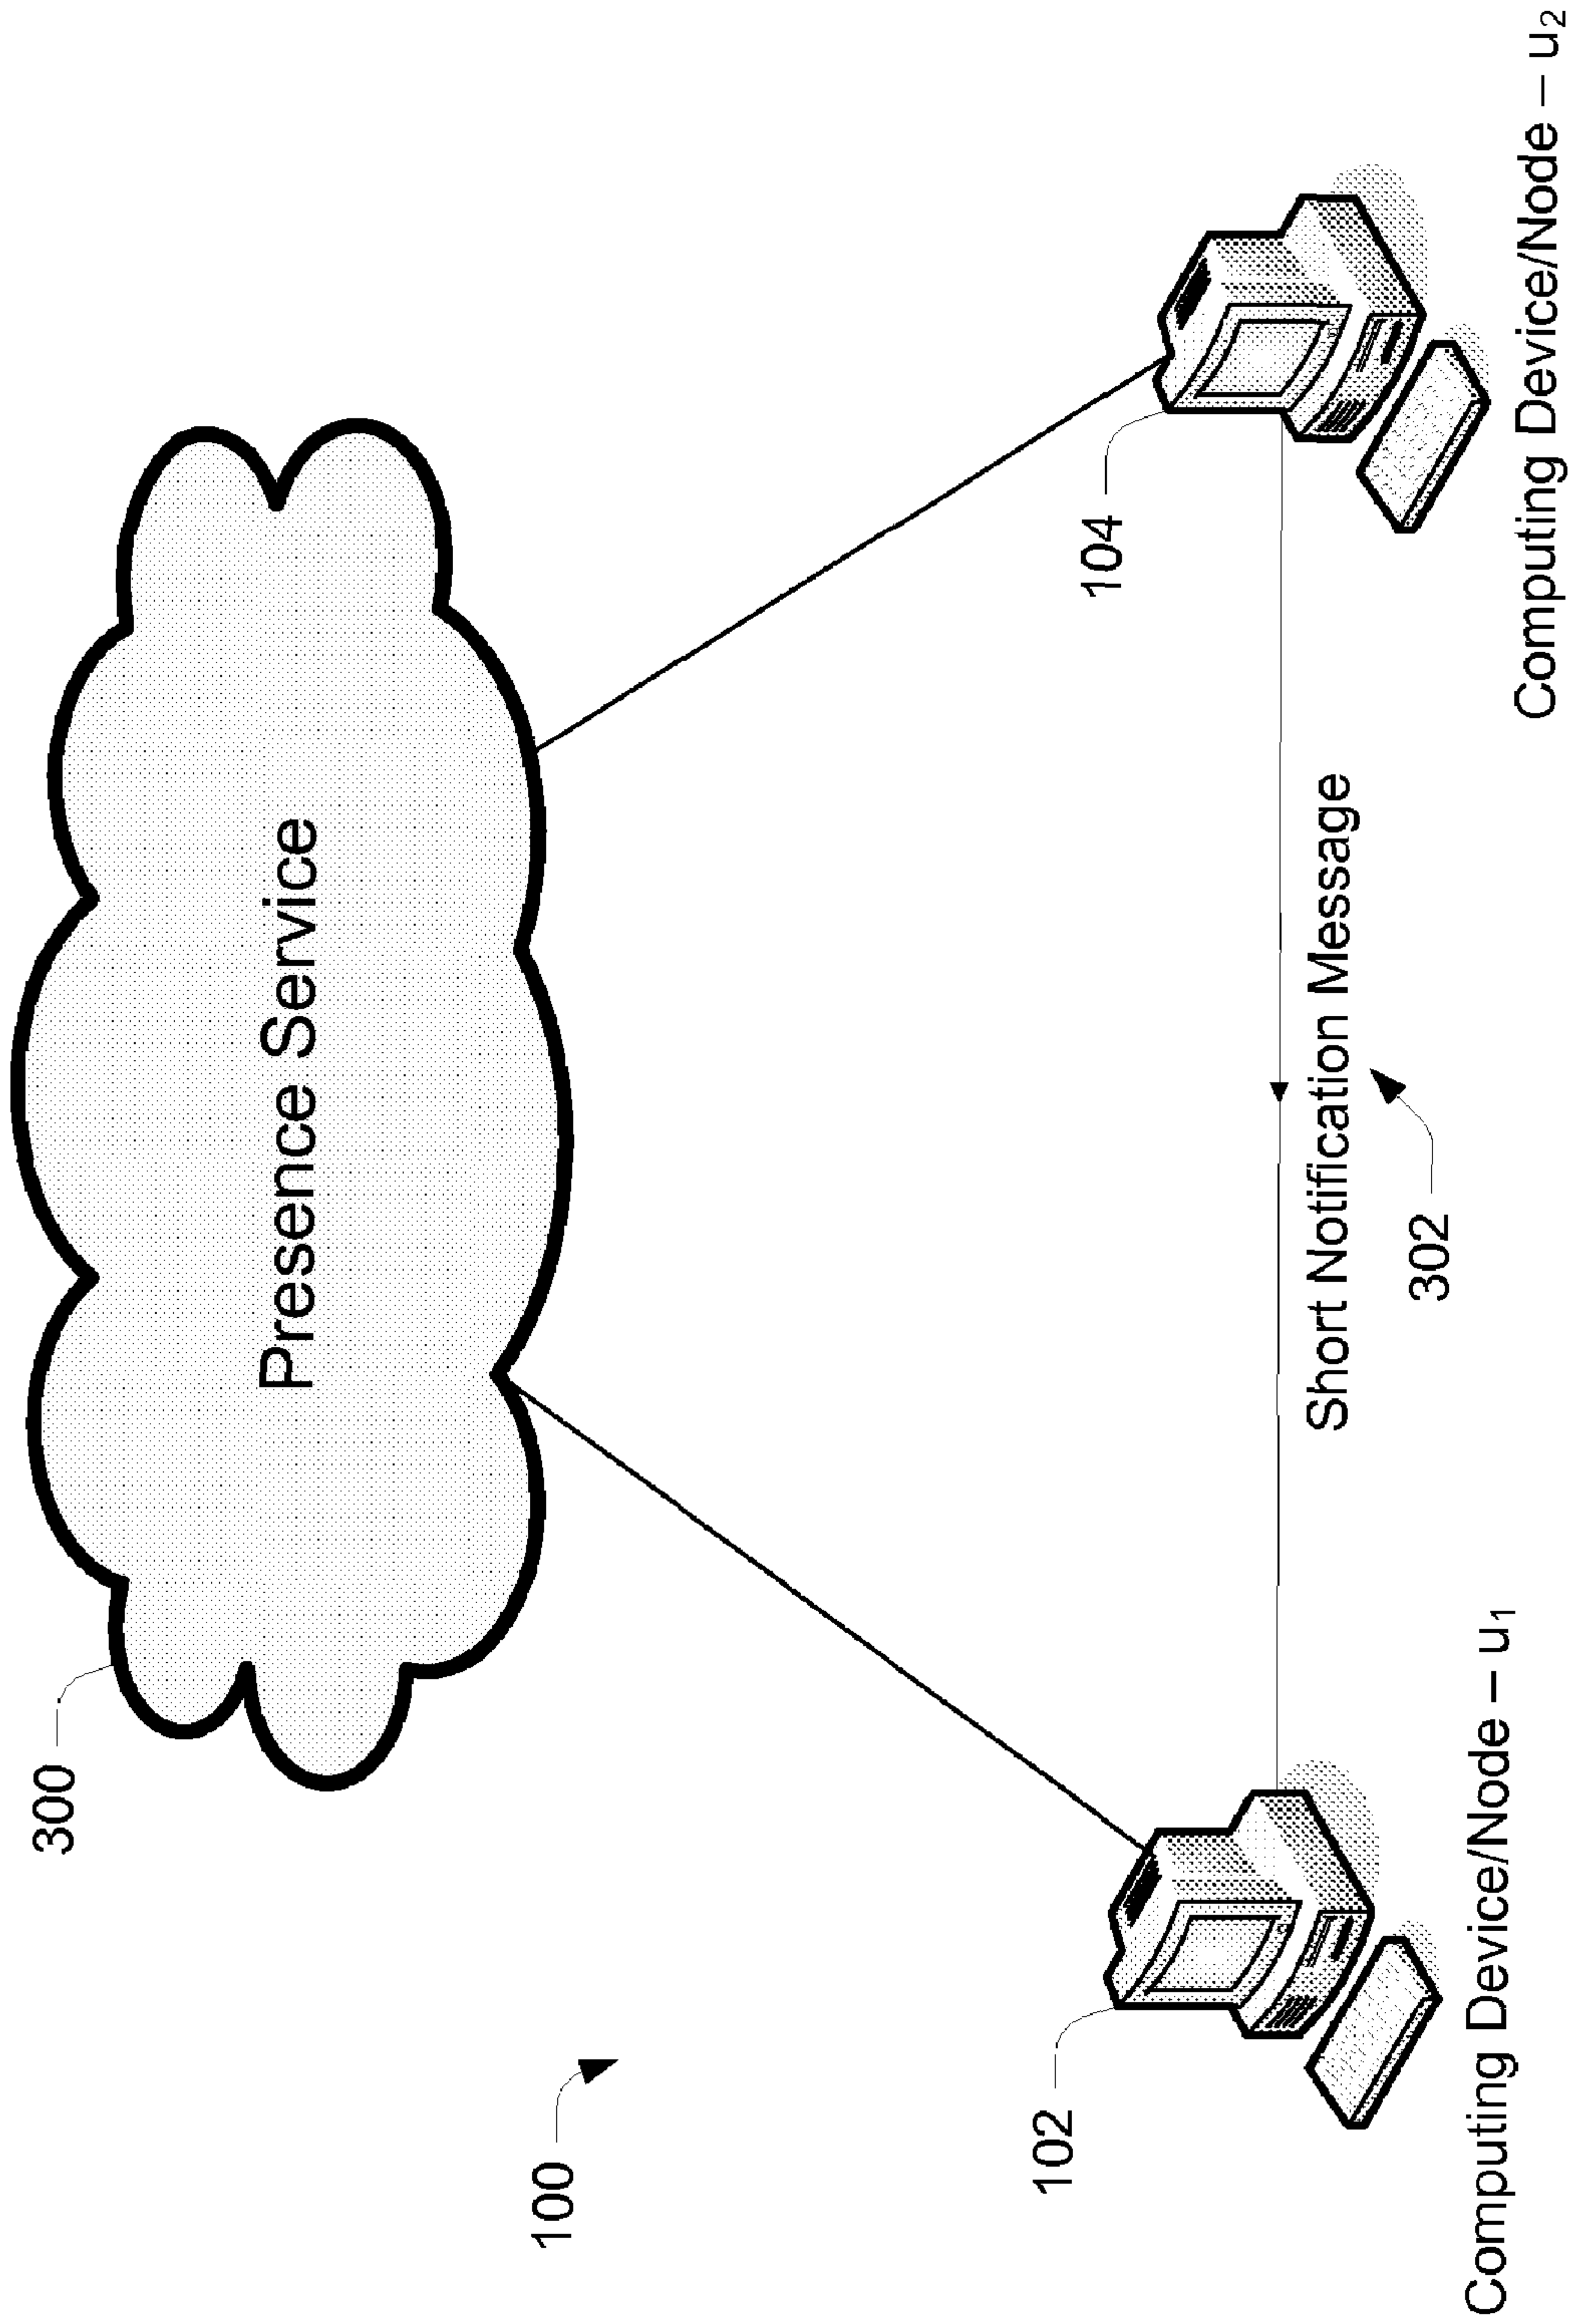 300
Presence Service
100
102
104
Short Notification Message
302
Computing Device/Node – u₁
Computing Device/Node – u₂